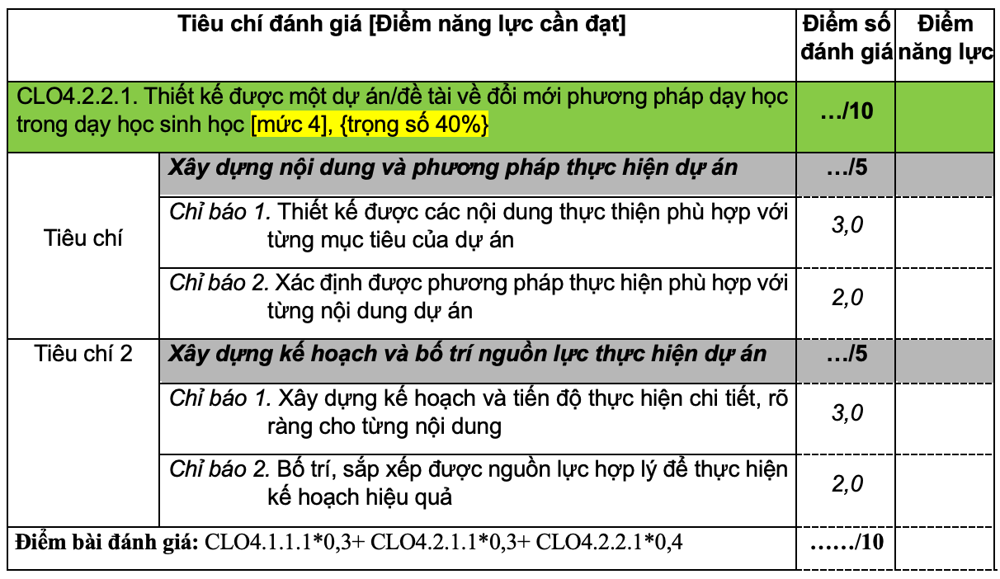 Tiêu chí đánh giá [Điểm năng lực cần đạt]
Điểm số
đánh giá
Điểm
năng lực
CLO4.2.2.1. Thiết kế được một dự án/đề tài về đổi mới phương pháp dạy học
trong dạy học sinh học [mức 4], {trọng số 40%}
…/10
Tiêu chí
Xây dựng nội dung và phương pháp thực hiện dự án
…/5
Chỉ báo 1. Thiết kế được các nội dung thực thiện phù hợp với
từng mục tiêu của dự án
3,0
Chỉ báo 2. Xác định được phương pháp thực hiện phù hợp với
từng nội dung dự án
2,0
Tiêu chí 2
Xây dựng kế hoạch và bố trí nguồn lực thực hiện dự án
…/5
Chỉ báo 1. Xây dựng kế hoạch và tiến độ thực hiện chi tiết, rõ
ràng cho từng nội dung
3,0
Chỉ báo 2. Bố trí, sắp xếp được nguồn lực hợp lý để thực hiện
kế hoạch hiệu quả
2,0
Điểm bài đánh giá: CLO4.1.1.1*0,3+ CLO4.2.1.1*0,3+ CLO4.2.2.1*0,4
……/10